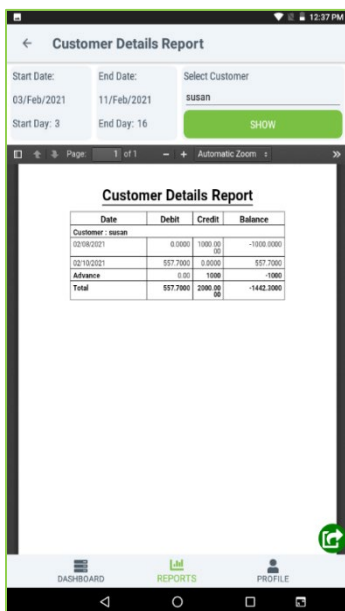 12:37 PM
Customer Details Report
Start Date: End Date: Select Customer
03/Feb/2021 11/Feb/2021 susan
Start Day: 3 End Day: 16 SHOW
Page: 1 of 1 − + Automatic Zoom
Customer Details Report
Date Debit Credit Balance
Customer : susan
02/08/2021 0.0000 1000.00 -1000.0000
00
02/10/2021 557.7000 0.0000 557.7000
Advance 0.00 1000 -1000
Total 557.7000 2000.00 -1442.3000
00
DASHBOARD REPORTS PROFILE